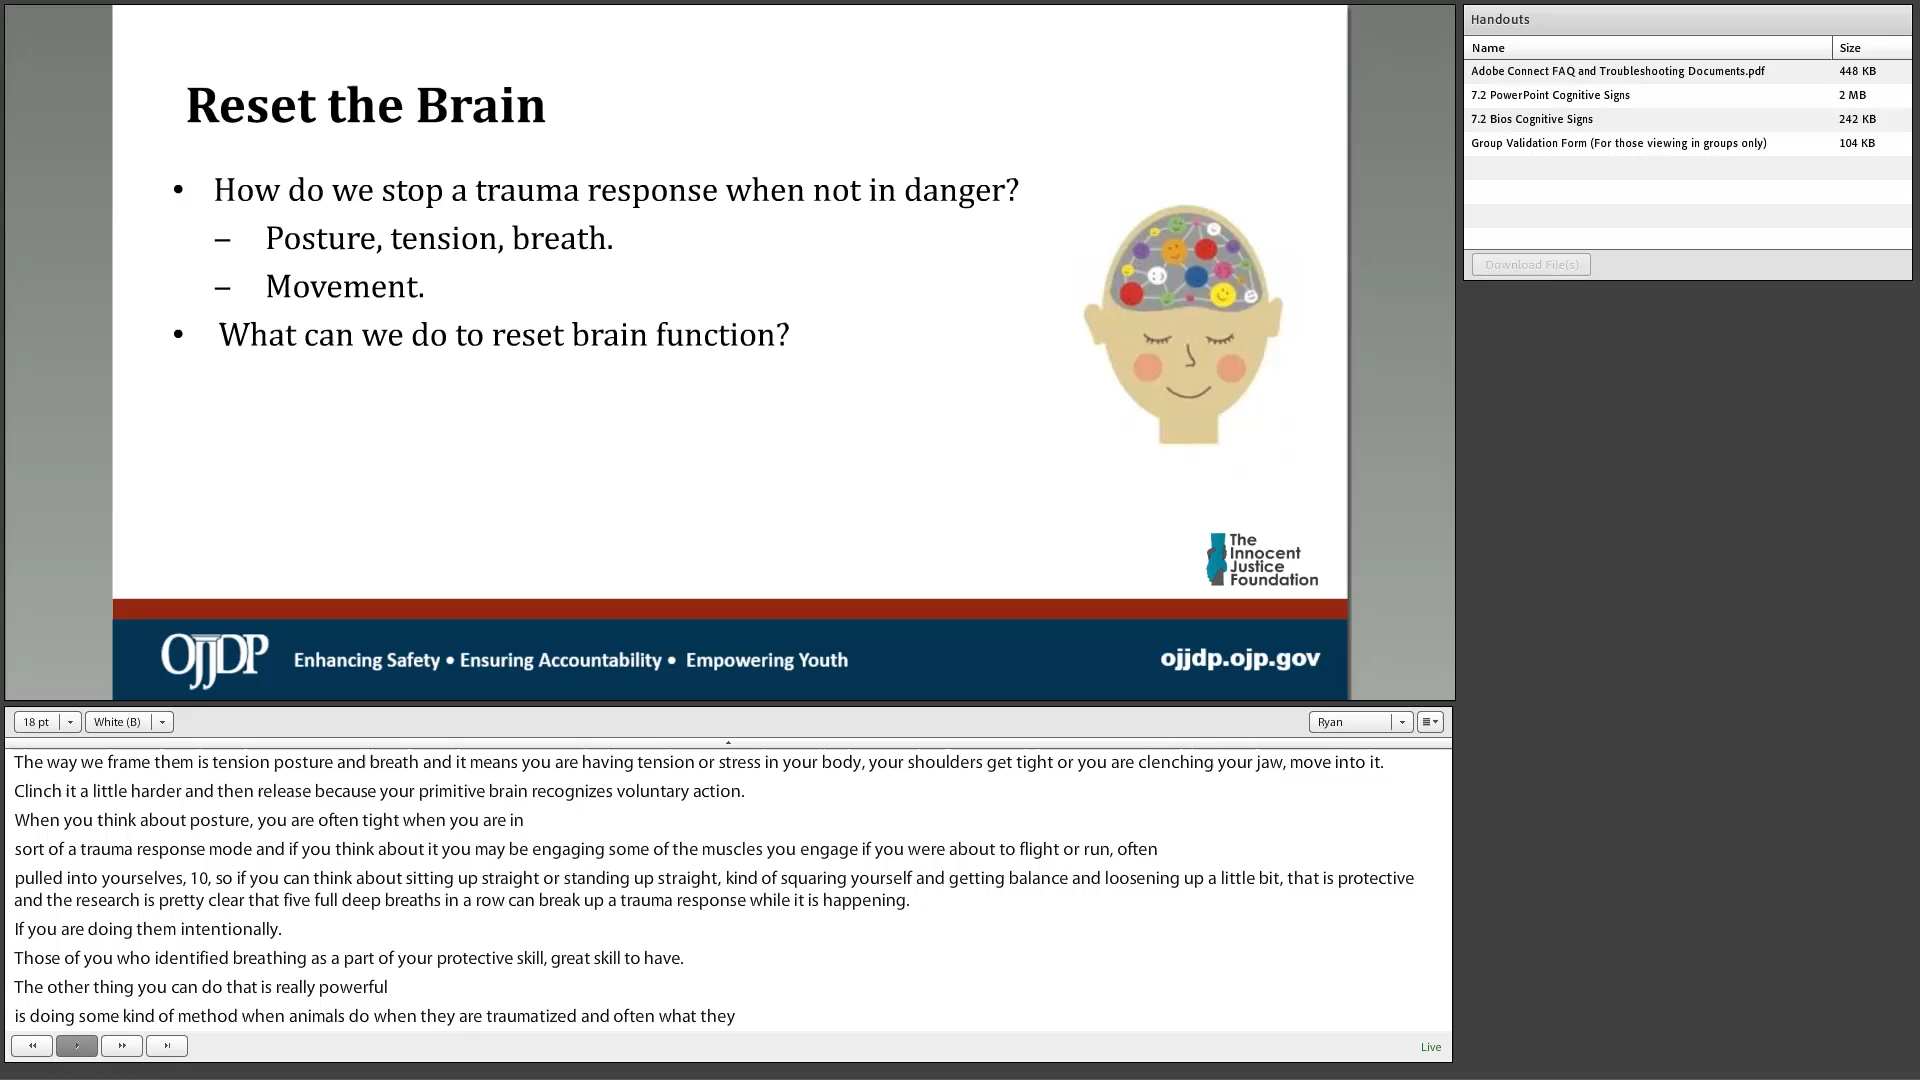 Reset the Brain
• How do we stop a trauma response when not in danger?
– Posture, tension, breath.
– Movement.
• What can we do to reset brain function?
The
Innocent
Justice
Foundation
OJJDP
Enhancing Safety • Ensuring Accountability • Empowering Youth
ojjdp.ojp.gov
Handouts
Name Size
Adobe Connect FAQ and Troubleshooting Documents.pdf 448 KB
7.2 PowerPoint Cognitive Signs 2 MB
7.2 Bios Cognitive Signs 242 KB
Group Validation Form (For those viewing in groups only) 104 KB
Download File(s)
18 pt White (B) Ryan
The way we frame them is tension posture and breath and it means you are having tension or stress in your body, your shoulders get tight or you are clenching your jaw, move into it.
Clinch it a little harder and then release because your primitive brain recognizes voluntary action.
When you think about posture, you are often tight when you are in
sort of a trauma response mode and if you think about it you may be engaging some of the muscles you engage if you were about to flight or run, often
pulled into yourselves, 10, so if you can think about sitting up straight or standing up straight, kind of squaring yourself and getting balance and loosening up a little bit, that is protective
and the research is pretty clear that five full deep breaths in a row can break up a trauma response while it is happening.
If you are doing them intentionally.
Those of you who identified breathing as a part of your protective skill, great skill to have.
The other thing you can do that is really powerful
is doing some kind of method when animals do when they are traumatized and often what they
Live